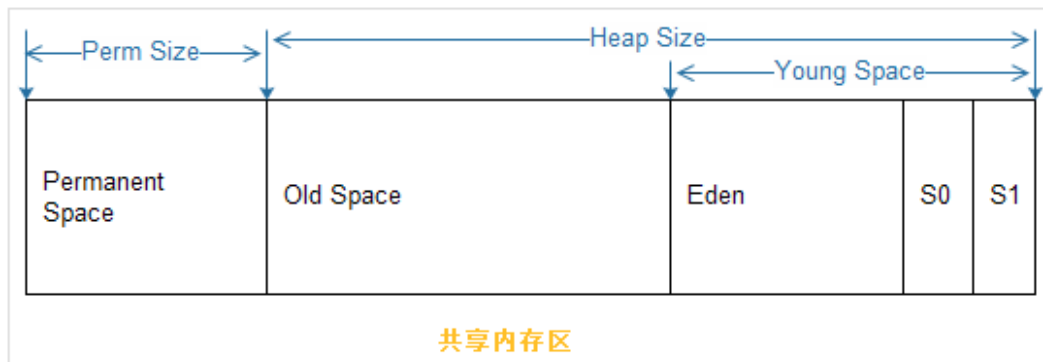 Perm Size
Heap Size
Young Space
Permanent
Space
Old Space
Eden
S0
S1
共享内存区